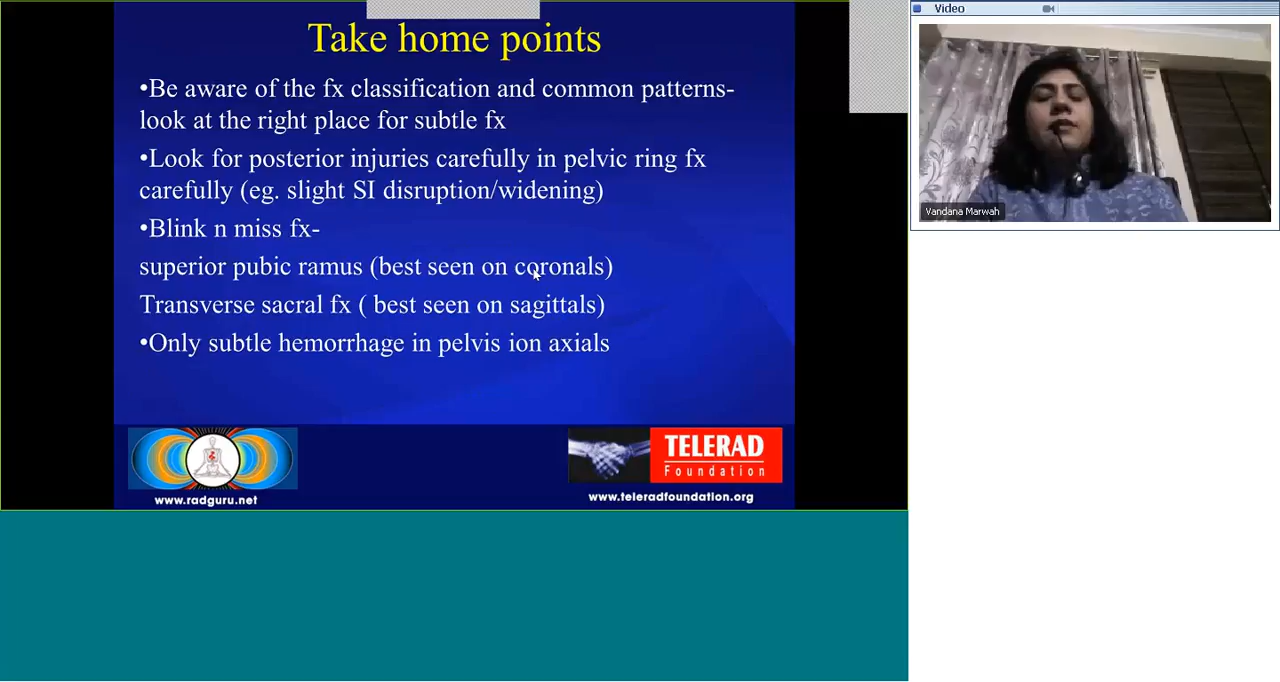 Take home points
•Be aware of the fx classification and common patterns-
look at the right place for subtle fx
•Look for posterior injuries carefully in pelvic ring fx
carefully (eg. slight SI disruption/widening)
•Blink n miss fx-
superior pubic ramus (best seen on coronals)
Transverse sacral fx ( best seen on sagittals)
•Only subtle hemorrhage in pelvis ion axials
www.radguru.net
TELERAD
Foundation
www.teleradfoundation.org
Video
Vandana Marwah